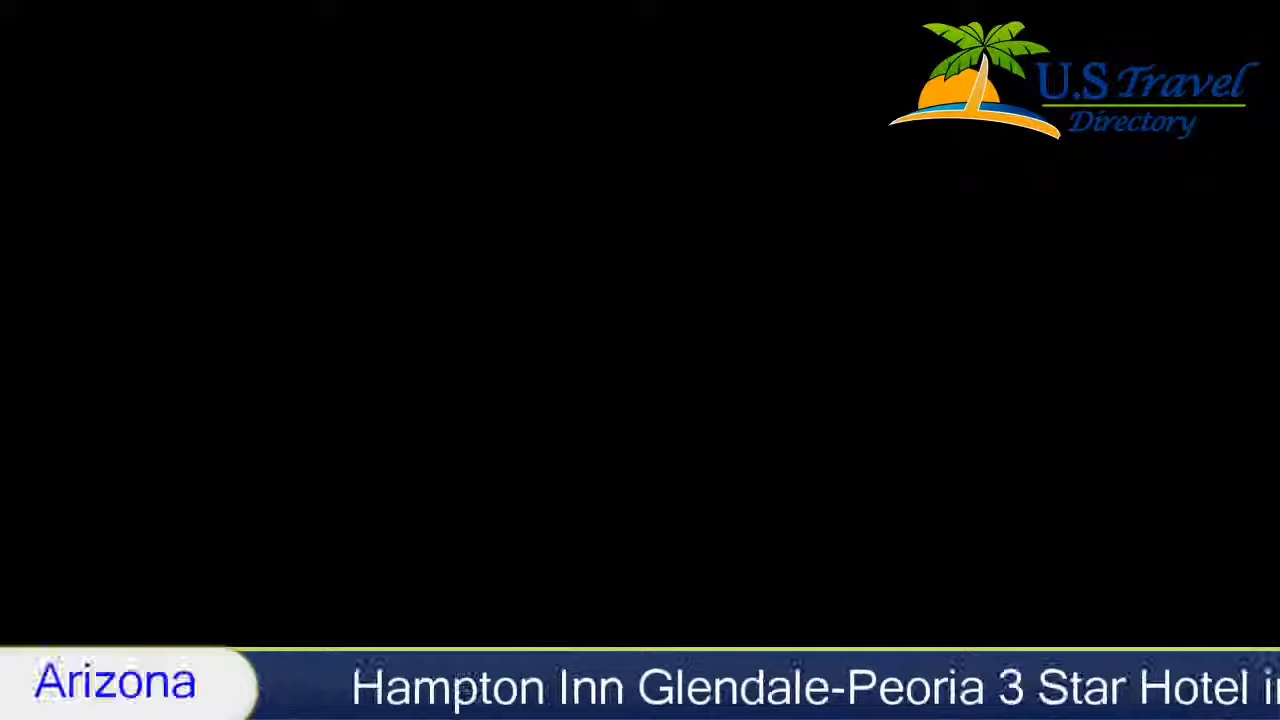 U.S Travel
Directory
Arizona
Hampton Inn Glendale-Peoria 3 Star Hotel